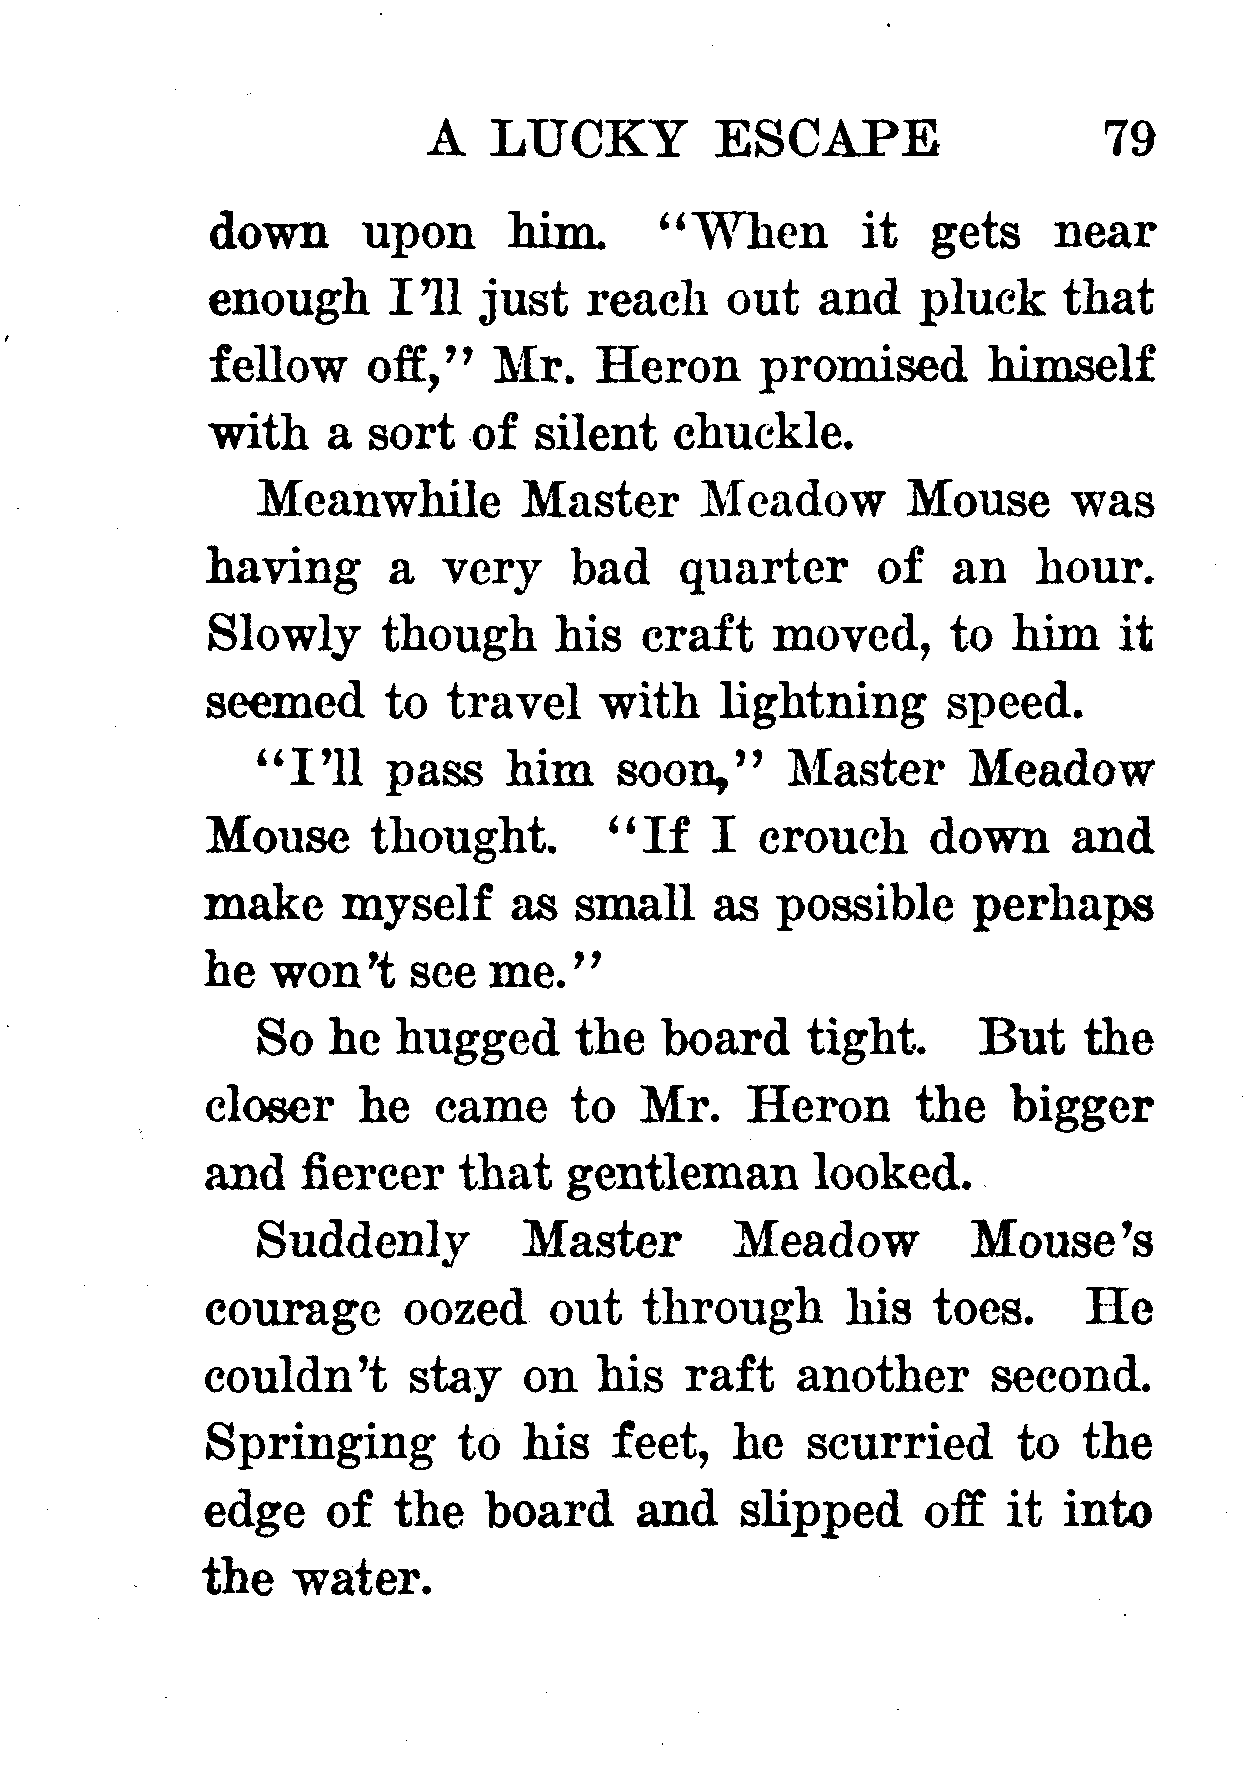 A LUCKY ESCAPE 79
down upon him. "When it gets near
enough I'll just reach out and pluck that
fellow off," Mr. Heron promised himself
with a sort of silent chuckle.
Meanwhile Master Meadow Mouse was
having a very bad quarter of an hour.
Slowly though his craft moved, to him it
seemed to travel with lightning speed.
"I'll pass him soon," Master Meadow
Mouse thought. "If I crouch down and
make myself as small as possible perhaps
he won't see me."
So he hugged the board tight. But the
closer he came to Mr. Heron the bigger
and fiercer that gentleman looked.
Suddenly Master Meadow Mouse's
courage oozed out through his toes. He
couldn't stay on his raft another second.
Springing to his feet, he scurried to the
edge of the board and slipped off it into
the water.